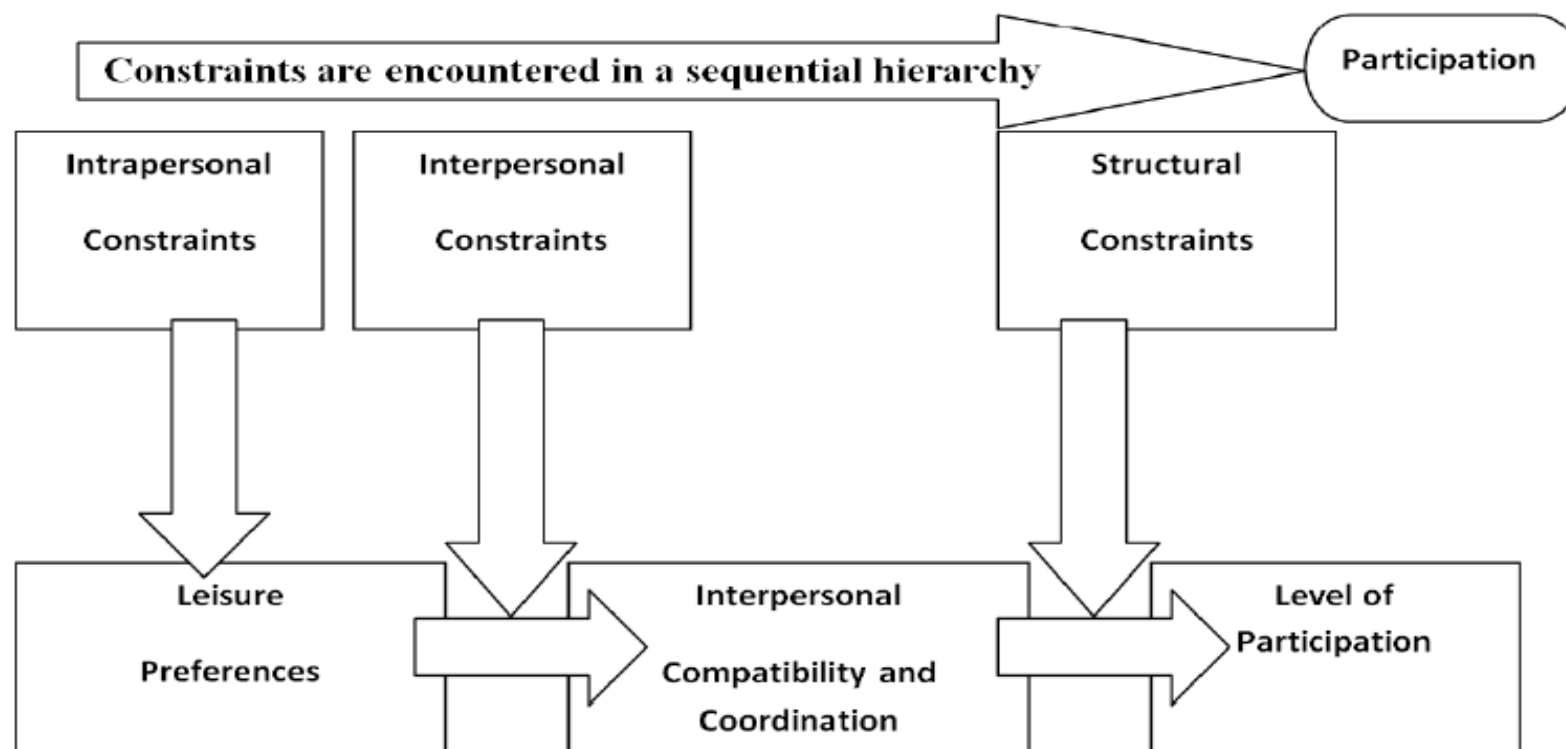 Constraints are encountered in a sequential hierarchy
Participation
Intrapersonal
Constraints
Interpersonal
Constraints
Structural
Constraints
Leisure
Preferences
Interpersonal
Compatibility and
Coordination
Level of
Participation